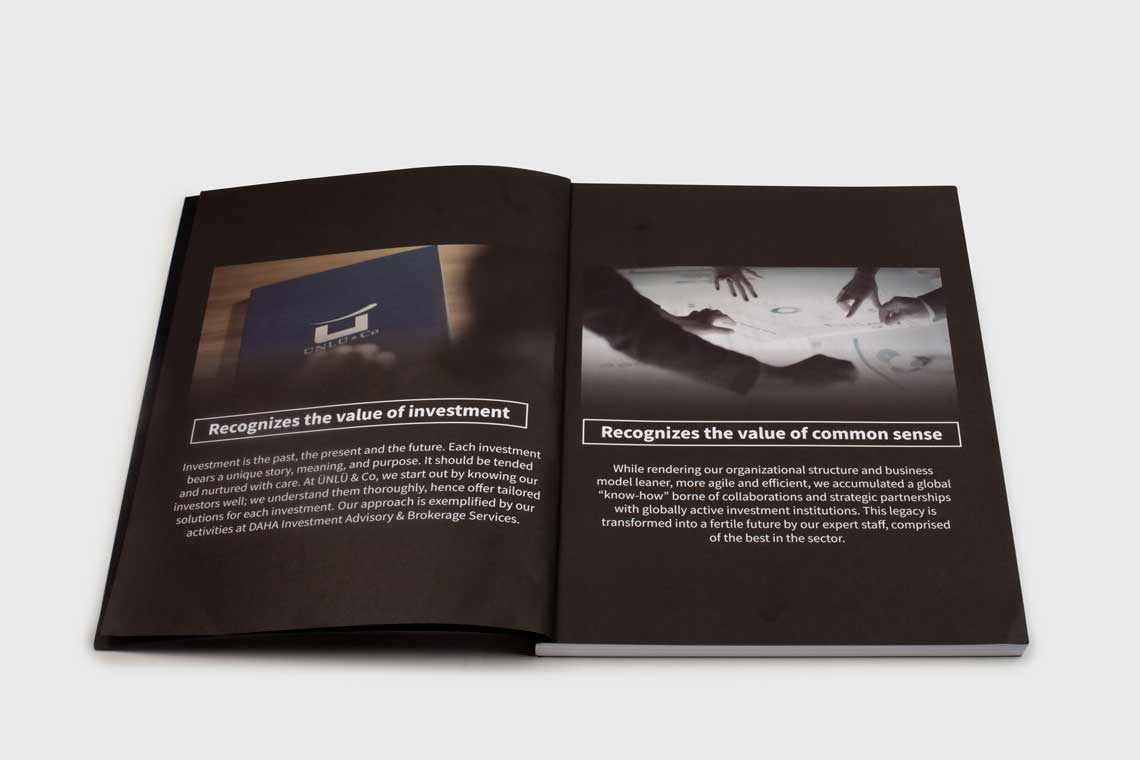 ÜNLÜ & Co
Recognizes the value of investment
Investment is the past, the present and the future. Each investment
bears a unique story, meaning, and purpose. It should be tended
and nurtured with care. At ÜNLÜ & Co, we start out by knowing our
investors well; we understand them thoroughly, hence offer tailored
solutions for each investment. Our approach is exemplified by our
activities at DAHA Investment Advisory & Brokerage Services.
Recognizes the value of common sense
While rendering our organizational structure and business
model leaner, more agile and efficient, we accumulated a global
“know-how” borne of collaborations and strategic partnerships
with globally active investment institutions. This legacy is
transformed into a fertile future by our expert staff, comprised
of the best in the sector.